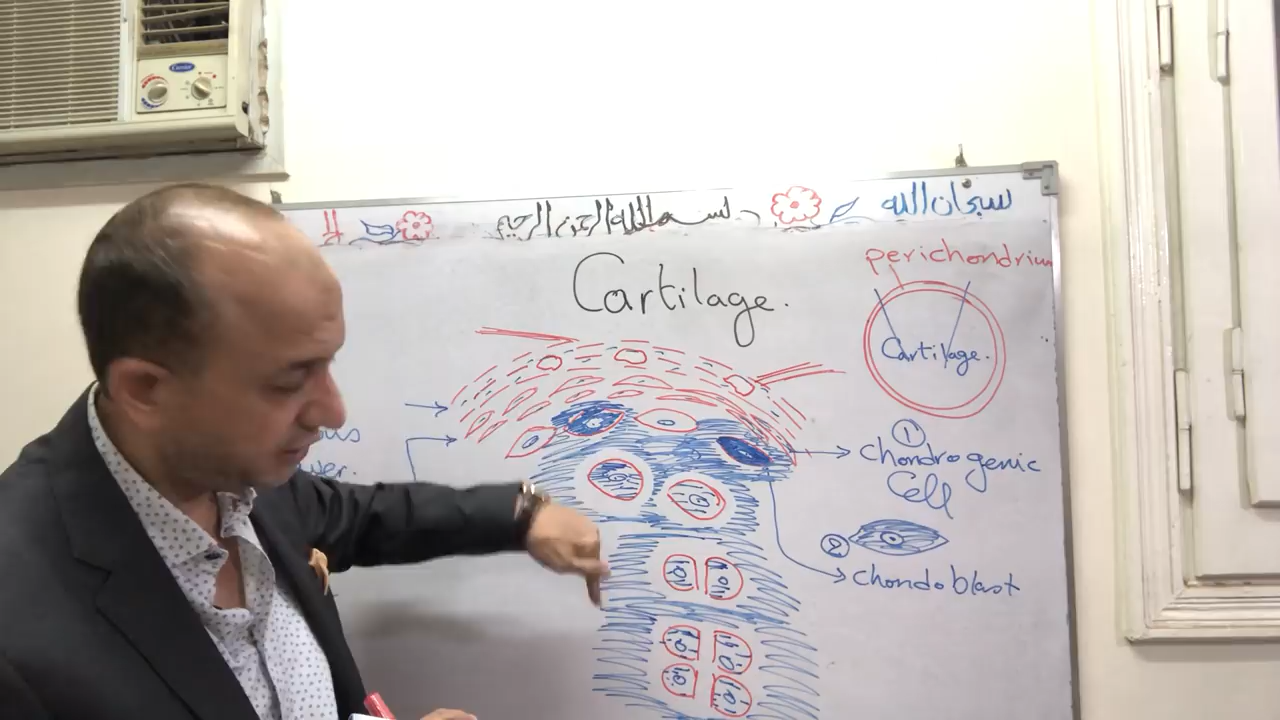 Carrier
بسم الله الرحمن الرحيم
سبحان الله
Cartilage.
perichondrium
Cartilage.
1
Chondrogenic
Cell
2
Chondoblast